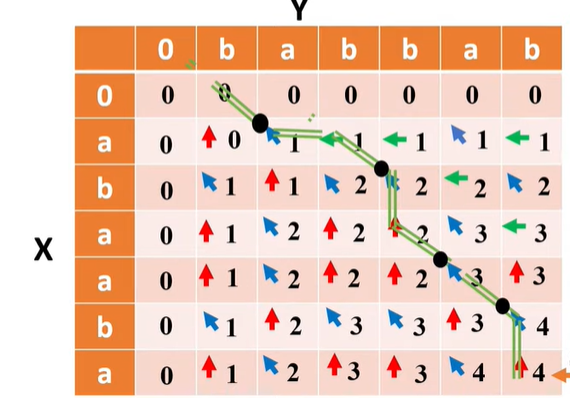 Y
0 b a b b a b
0 0 0 0 0 0 0 0
a 0 0 1 1 1 1 1
b 0 1 1 2 2 2 2
a 0 1 2 2 2 3 3
X
a 0 1 2 2 2 3 3
b 0 1 2 3 3 3 4
a 0 1 2 3 3 4 4